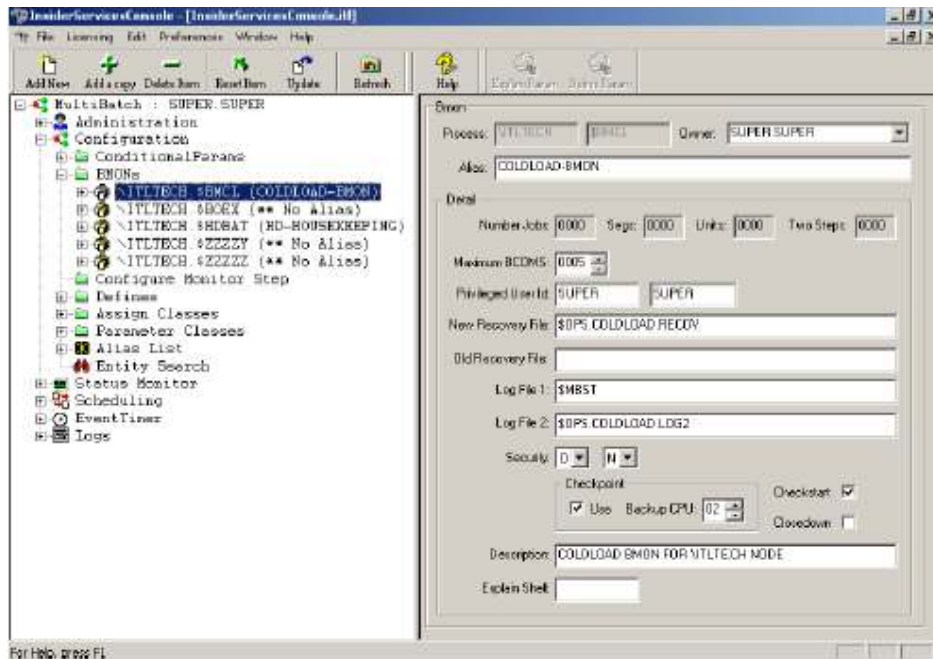 InsiderServicesConsole - [InsiderServicesConsole.itl]
File Licensing Edit Preferences Window Help
Add New Add a copy Delete Item Reset Item Update Refresh Help
MultiBatch : SUPER.SUPER
Administration
Configuration
ConditionalParams
BMONs
\ITLTECH.$BMCL (COLDLOAD-BMON)
\ITLTECH.$BOEX (** No Alias)
\ITLTECH.$HDBAT (HD-HOUSEKEEPING)
\ITLTECH.$ZZZZY (** No Alias)
\ITLTECH.$ZZZZZ (** No Alias)
Configure Monitor Step
Defines
Assign Classes
Parameter Classes
Alias List
Entity Search
Status Monitor
Scheduling
EventTimer
Logs
Bmon
Process: \ITLTECH $BMCL Owner: SUPER.SUPER
Alias: COLDLOAD-BMON
Detail
Number Jobs: 0000 Segs: 0000 Units: 0000 Two Steps: 0000
Maximum BCOMS: 0005
Privileged User Id: SUPER SUPER
New Recovery File: $OPS.COLDLOAD.RECOV
Old Recovery File:
Log File 1: $MBST
Log File 2: $OPS.COLDLOAD.LOG2
Security: O N
Checkpoint
Use Backup CPU: 02
Checkstart
Closedown
Description: COLDLOAD BMON FOR \ITLTECH NODE
Explain Shell:
For Help, press F1